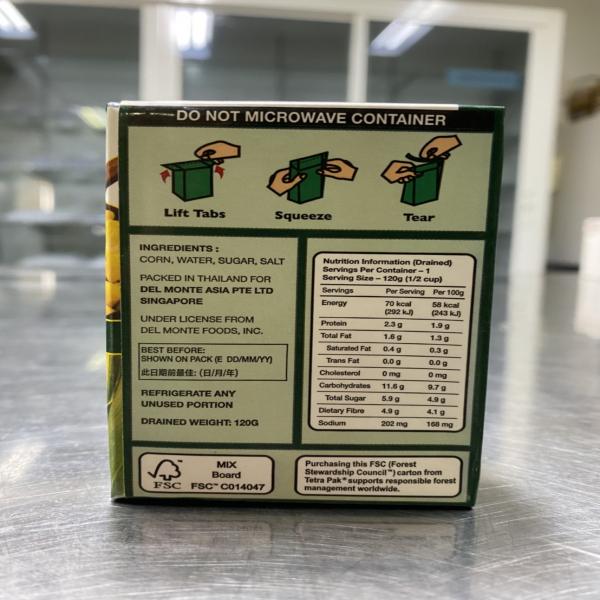 DO NOT MICROWAVE CONTAINER
Lift Tabs
Squeeze
Tear
INGREDIENTS :
CORN, WATER, SUGAR, SALT
PACKED IN THAILAND FOR
DEL MONTE ASIA PTE LTD
SINGAPORE
UNDER LICENSE FROM
DEL MONTE FOODS, INC.
BEST BEFORE:
SHOWN ON PACK (E DD/MM/YY)
此日期前最佳: (日/月/年)
REFRIGERATE ANY
UNUSED PORTION
DRAINED WEIGHT: 120G
Nutrition Information (Drained)
Servings Per Container – 1
Serving Size – 120g (1/2 cup)
Servings Per Serving Per 100g
Energy 70 kcal 58 kcal
(292 kJ) (243 kJ)
Protein 2.3 g 1.9 g
Total Fat 1.6 g 1.3 g
Saturated Fat 0.4 g 0.3 g
Trans Fat 0.0 g 0.0 g
Cholesterol 0 mg 0 mg
Carbohydrates 11.6 g 9.7 g
Total Sugar 5.9 g 4.9 g
Dietary Fibre 4.9 g 4.1 g
Sodium 202 mg 168 mg
FSC™
MIX
Board
FSC™ C014047
Purchasing this FSC (Forest
Stewardship Council™) carton from
Tetra Pak® supports responsible forest
management worldwide.